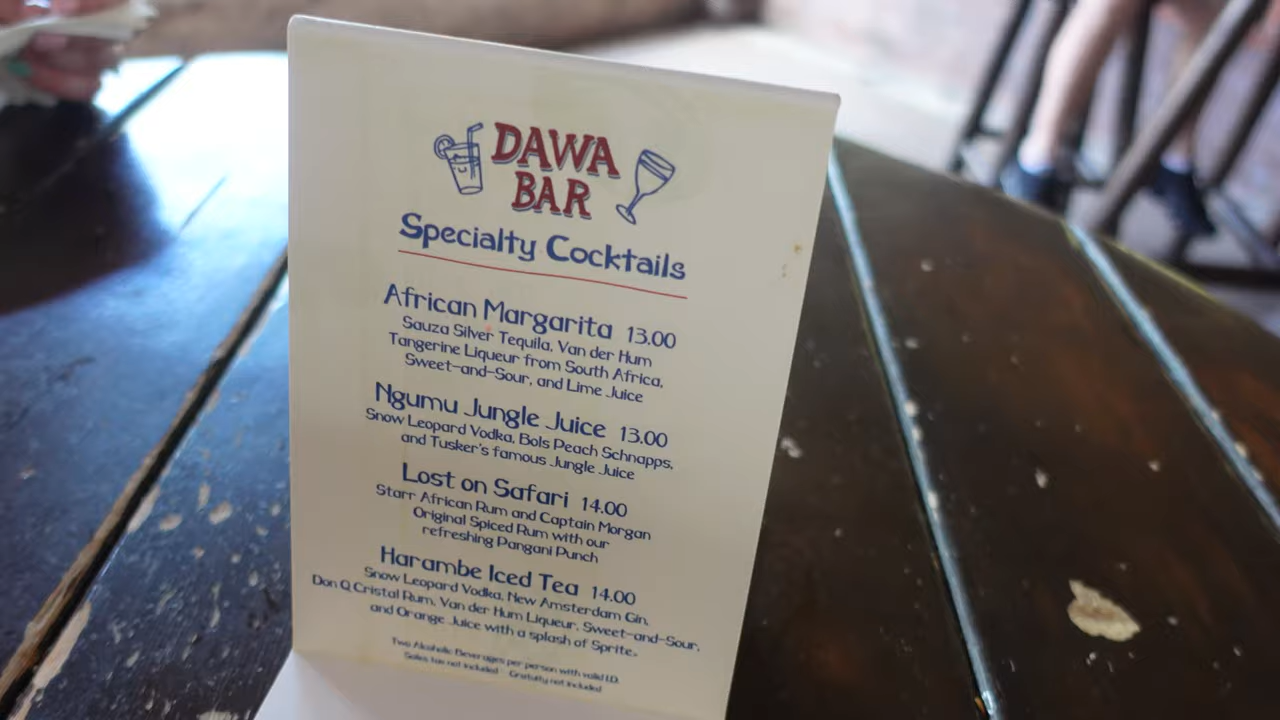 DAWA
BAR
Specialty Cocktails
African Margarita 13.00
Sauza Silver Tequila, Van der Hum
Tangerine Liqueur from South Africa,
Sweet-and-Sour, and Lime Juice
Ngumu Jungle Juice 13.00
Snow Leopard Vodka, Bols Peach Schnapps,
and Tusker's famous Jungle Juice
Lost on Safari 14.00
Starr African Rum and Captain Morgan
Original Spiced Rum with our
refreshing Pangani Punch
Harambe Iced Tea 14.00
Snow Leopard Vodka, New Amsterdam Gin,
Don Q Cristal Rum, Van der Hum Liqueur, Sweet-and-Sour,
and Orange Juice with a splash of Sprite.
Two Alcoholic Beverages per person with valid I.D.
Sales tax not included Gratuity not included